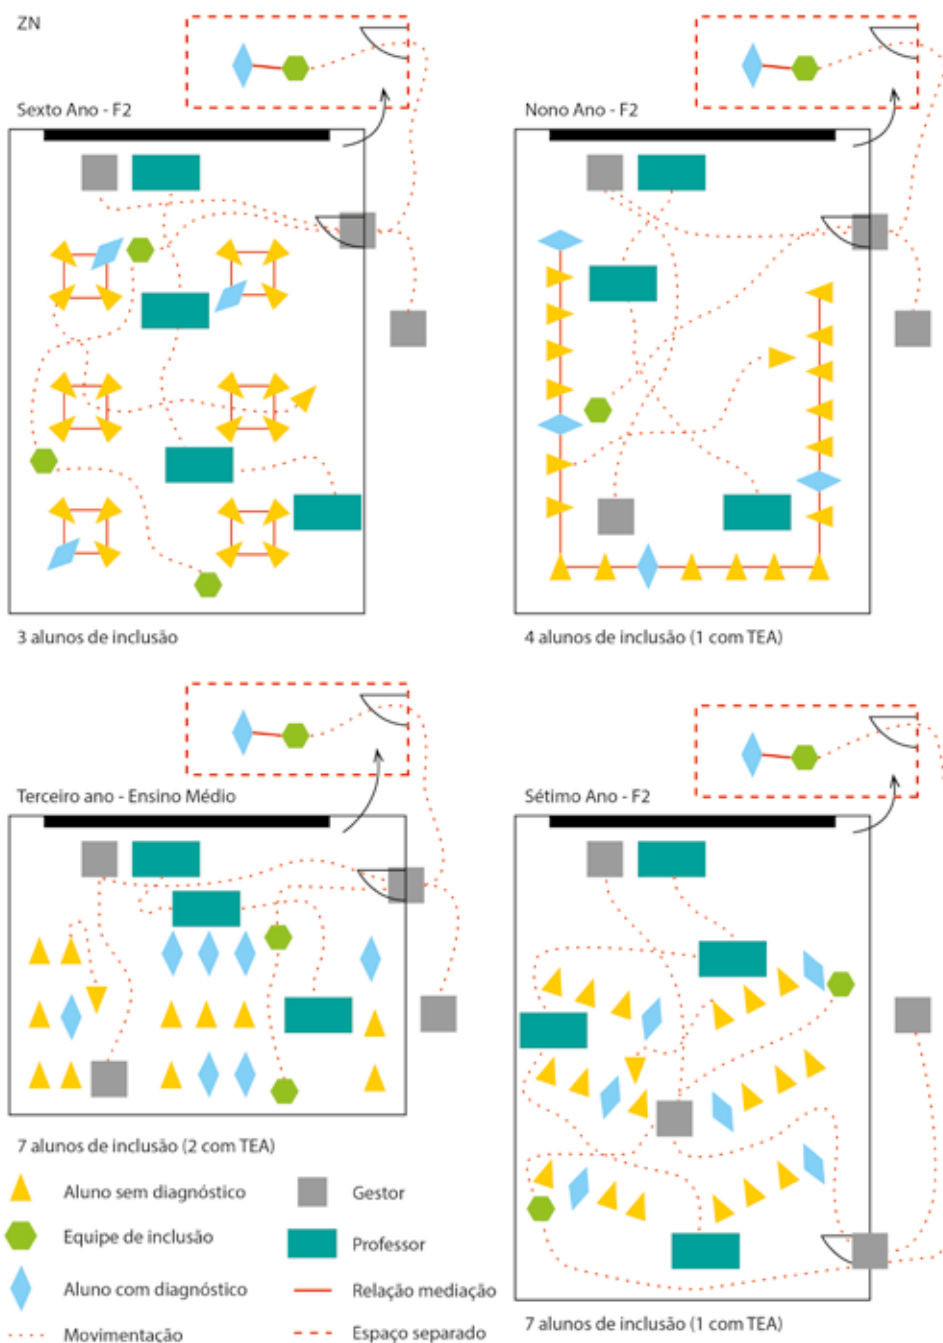 ZN
Sexto Ano - F2
Nono Ano - F2
3 alunos de inclusão
4 alunos de inclusão (1 com TEA)
Terceiro ano - Ensino Médio
Sétimo Ano - F2
7 alunos de inclusão (2 com TEA)
Aluno sem diagnóstico
Gestor
Equipe de inclusão
Professor
Aluno com diagnóstico
Relação mediação
Movimentação
Espaço separado
7 alunos de inclusão (1 com TEA)